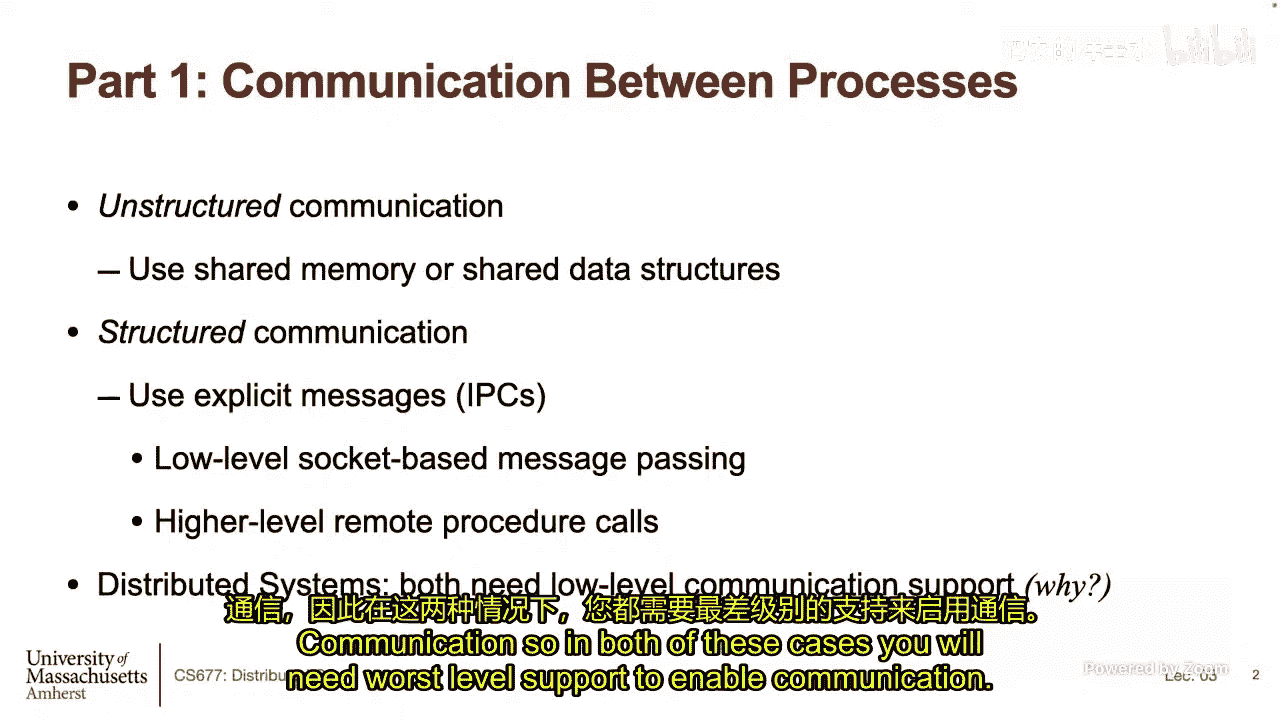 bilibili
Part 1: Communication Between Processes
• Unstructured communication
— Use shared memory or shared data structures
• Structured communication
— Use explicit messages (IPCs)
• Low-level socket-based message passing
• Higher-level remote procedure calls
• Distributed Systems: both need low-level communication support (why?)
通信，因此在这两种情况下，您都需要最差级别的支持来启用通信。
Communication so in both of these cases you will
need worst level support to enable communication.
University of
Massachusetts
Amherst
CS677: Distribu
Powered by Zoom
Lec. 03
2